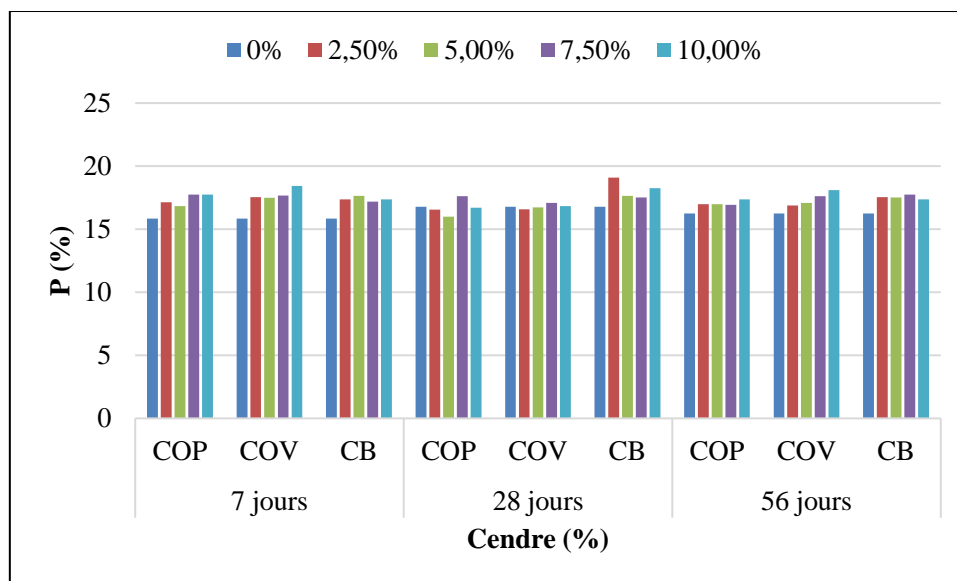 0% 2,50% 5,00% 7,50% 10,00%
25
20
15
10
5
0
P (%)
COP COV CB COP COV CB COP COV CB
7 jours 28 jours 56 jours
Cendre (%)